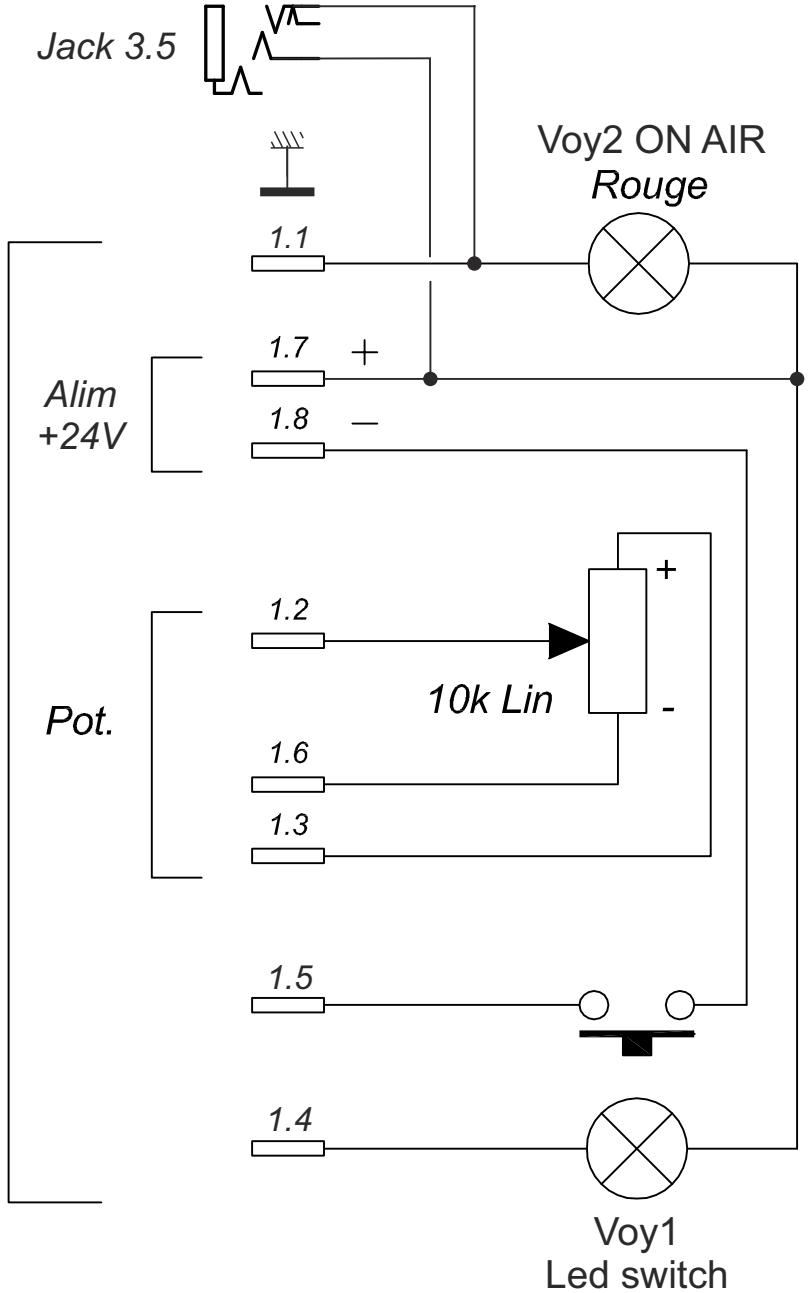 Jack 3.5
Voy2 ON AIR
Rouge
1.1
1.7 +
Alim
+24V
1.8 –
1.2
+
10k Lin
-
Pot.
1.6
1.3
1.5
1.4
Voy1
Led switch